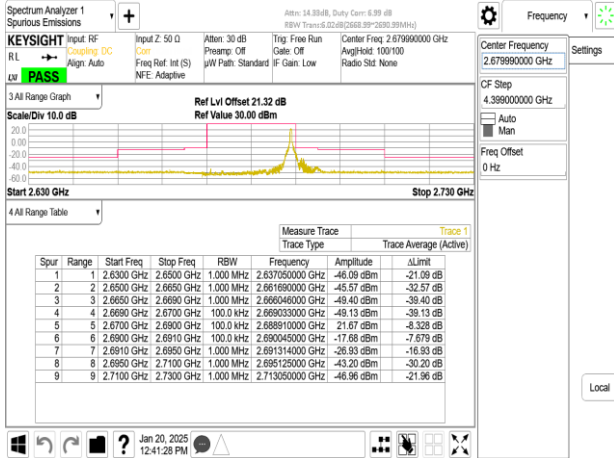 Spectrum Analyzer 1
Spurious Emissions
Attn: 14.33dB, Duty Corr: 6.99 dB
RBW Trans:6.02dB(2668.99~2690.99MHz)
Frequency
KEYSIGHT Input: RF Input Z: 50 Ω Atten: 30 dB Trig: Free Run Center Freq: 2.679990000 GHz
RL Coupling: DC Corr Preamp: Off Gate: Off Avg|Hold: 100/100
Align: Auto Freq Ref: Int (S) µW Path: Standard IF Gain: Low Radio Std: None
LXI PASS NFE: Adaptive
Center Frequency
2.679990000 GHz
Settings
CF Step
4.399000000 GHz
Auto
Man
Freq Offset
0 Hz
3 All Range Graph
Ref Lvl Offset 21.32 dB
Scale/Div 10.0 dB Ref Value 30.00 dBm
20.0
0.00
-20.0
-40.0
-60.0
Start 2.630 GHz Stop 2.730 GHz
4 All Range Table
Measure Trace Trace 1
Trace Type Trace Average (Active)
Spur Range Start Freq Stop Freq RBW Frequency Amplitude ΔLimit
1 1 2.6300 GHz 2.6500 GHz 1.000 MHz 2.637050000 GHz -46.09 dBm -21.09 dB
2 2 2.6500 GHz 2.6650 GHz 1.000 MHz 2.661690000 GHz -45.57 dBm -32.57 dB
3 3 2.6650 GHz 2.6690 GHz 1.000 MHz 2.666046000 GHz -49.40 dBm -39.40 dB
4 4 2.6690 GHz 2.6700 GHz 100.0 kHz 2.669033000 GHz -49.13 dBm -39.13 dB
5 5 2.6700 GHz 2.6900 GHz 100.0 kHz 2.688910000 GHz 21.67 dBm -8.328 dB
6 6 2.6900 GHz 2.6910 GHz 100.0 kHz 2.690045000 GHz -17.68 dBm -7.679 dB
7 7 2.6910 GHz 2.6950 GHz 1.000 MHz 2.691314000 GHz -26.93 dBm -16.93 dB
8 8 2.6950 GHz 2.7100 GHz 1.000 MHz 2.695125000 GHz -43.20 dBm -30.20 dB
9 9 2.7100 GHz 2.7300 GHz 1.000 MHz 2.713050000 GHz -46.96 dBm -21.96 dB
Local
?
Jan 20, 2025
12:41:28 PM